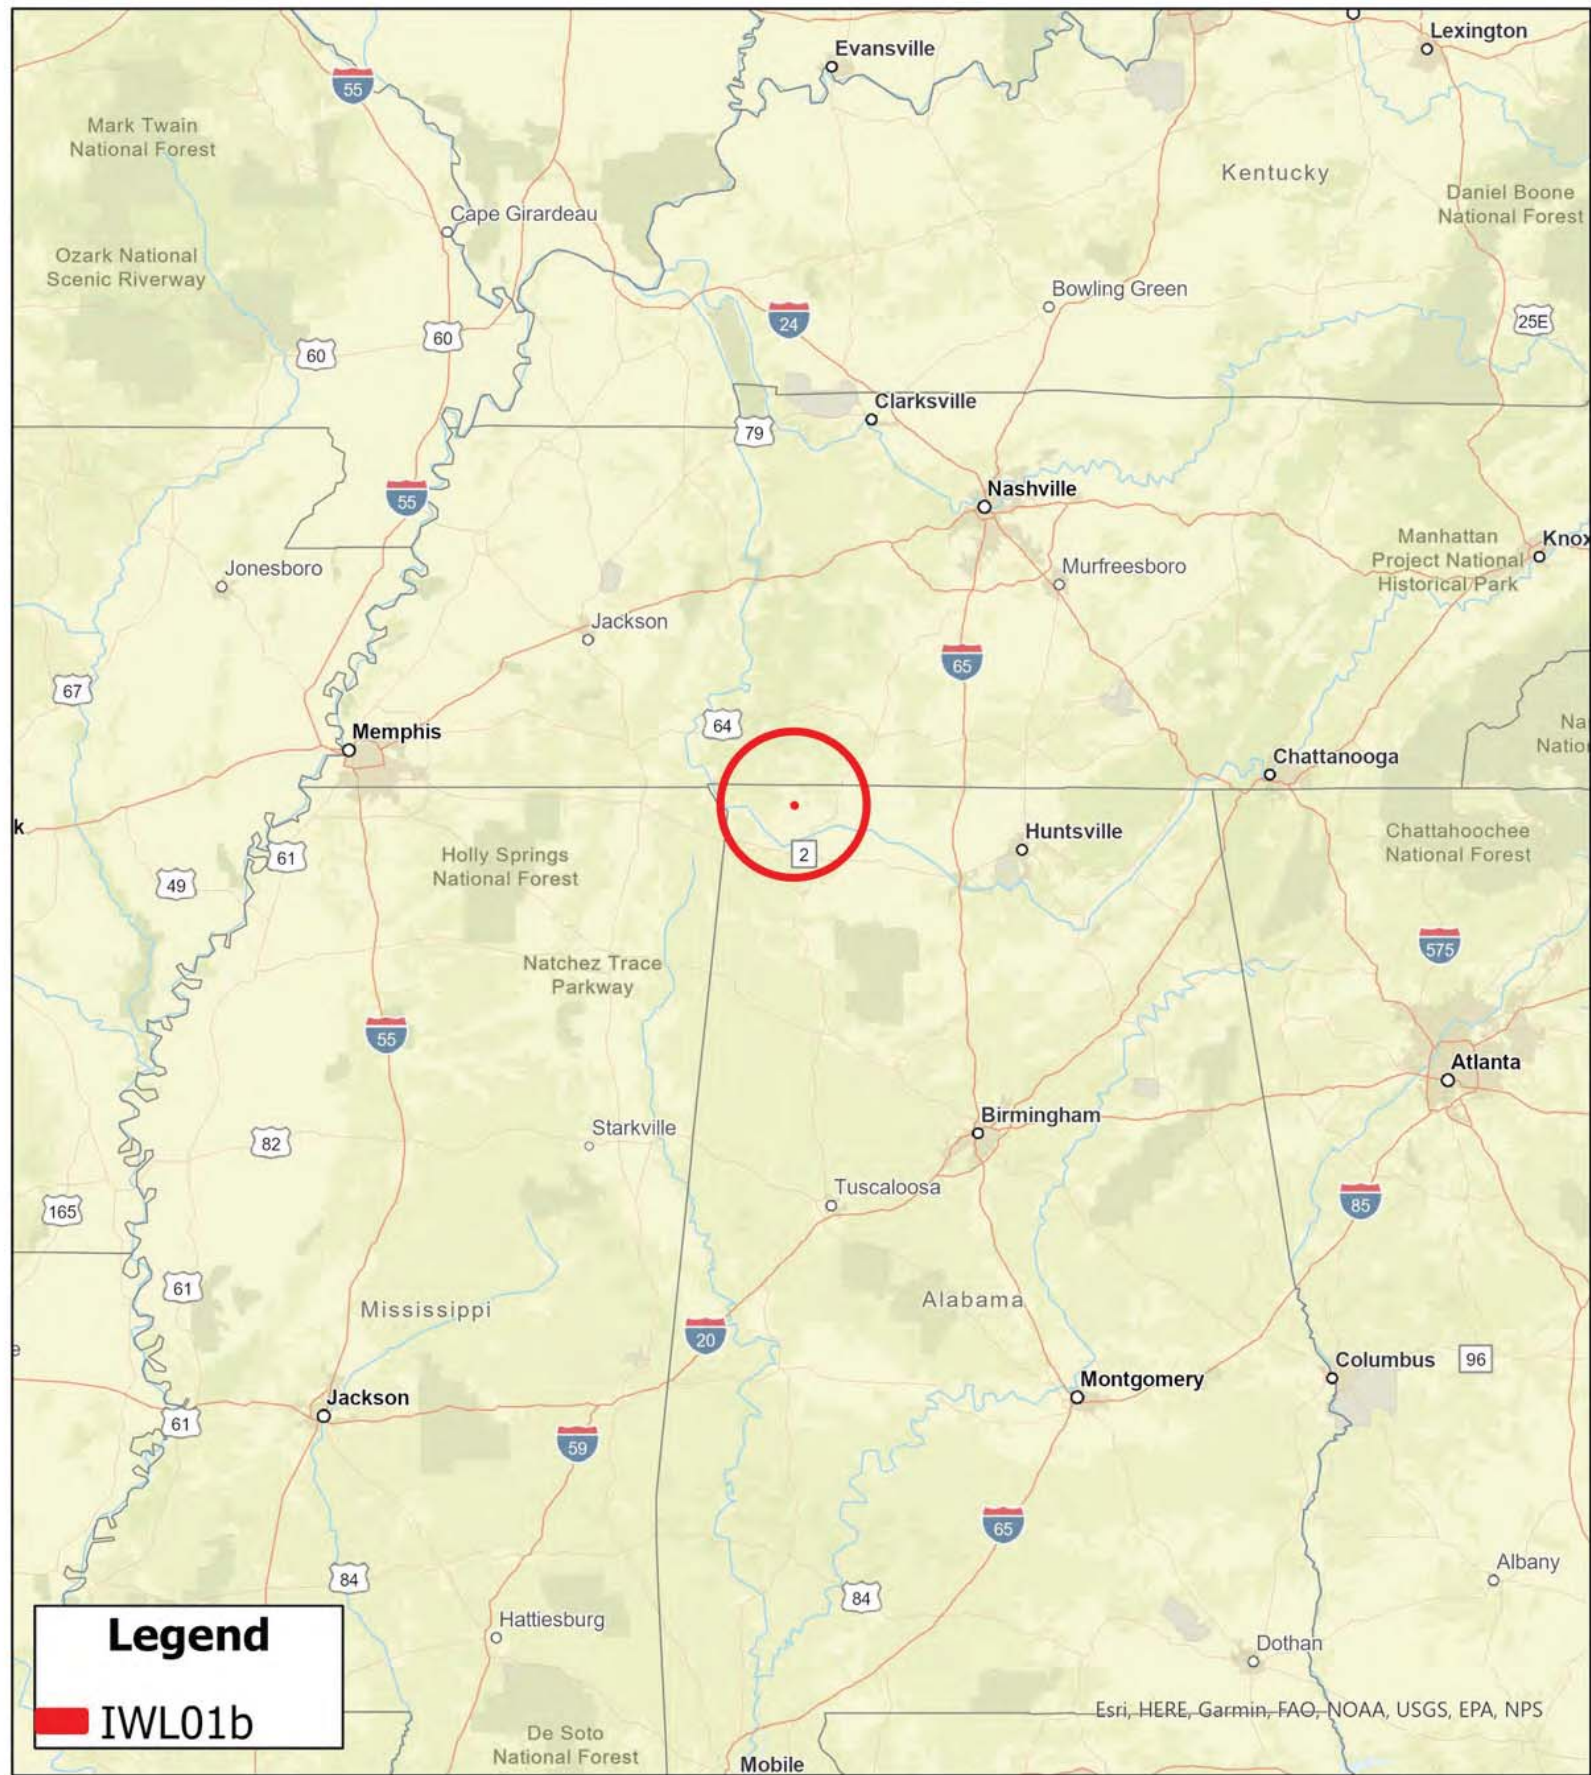 Lexington
Evansville
55
Mark Twain
National Forest
Kentucky
Daniel Boone
National Forest
Cape Girardeau
Ozark National
Scenic Riverway
Bowling Green
24
25E
60
60
Clarksville
79
Nashville
55
Manhattan
Project National
Historical Park
Knox
Jonesboro
Murfreesboro
Jackson
65
67
64
Na
Natio
Memphis
Chattanooga
k
Huntsville
Chattahoochee
National Forest
61
2
Holly Springs
National Forest
49
575
Natchez Trace
Parkway
55
Atlanta
Birmingham
Starkville
82
Tuscaloosa
165
85
61
Mississippi
Alabama
20
e
Columbus
96
Montgomery
Jackson
61
59
65
Albany
84
84
Hattiesburg
Dothan
Legend
IWL01b
Esri, HERE, Garmin, FAO, NOAA, USGS, EPA, NPS
De Soto
National Forest
Mobile